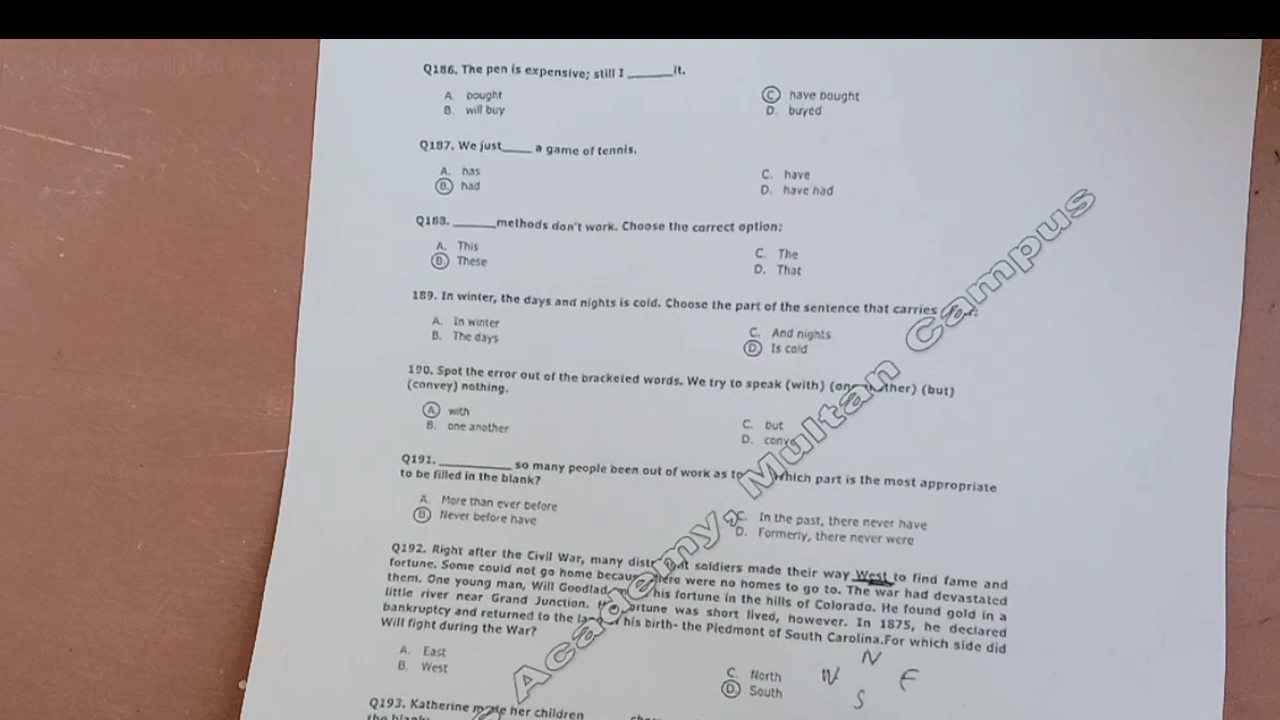 Q186. The pen is expensive; still I ______ it.
A. bought
C. have bought
B. will buy
D. buyed
Q187. We just____ a game of tennis.
A. has
C. have
B. had
D. have had
Q188. ______methods don't work. Choose the correct option:
A. This
C. The
B. These
D. That
189. In winter, the days and nights is cold. Choose the part of the sentence that carries
A. In winter
C. And nights
B. The days
D Is cold
190. Spot the error out of the bracketed words. We try to speak (with) (one another) (but)
(convey) nothing.
A with
C. but
B. one another
D.
Q191. __________ so many people been out of work as Which part is the most appropriate
to be filled in the blank?
A. More than ever before
C. In the past, there never have
B. Never before have
D. Formerly, there never were
Q192. Right after the Civil War, many soldiers made their way West to find fame and
fortune. Some could not go home because there were no homes to go to. The war had devastated
them. One young man, Will Goodlad, his fortune in the hills of Colorado. He found gold in a
little river near Grand Junction. fortune was short lived, however. In 1875, he declared
bankruptcy and returned to the land of his birth- the Piedmont of South Carolina.For which side did
Will fight during the War?
A. East
C. North
B. West
D. South
N
W E
S
Q193. Katherine made her children
the blank
Academy, Multan Campus